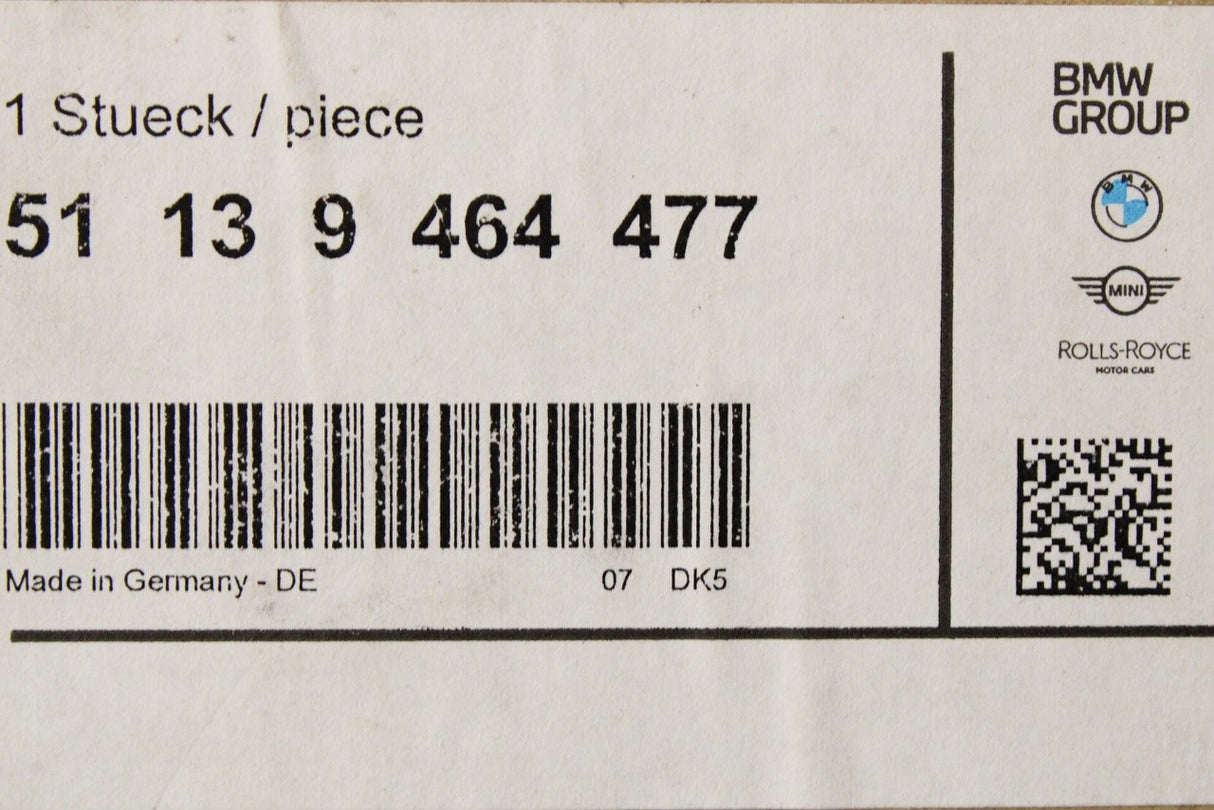 1 Stueck / piece
51 13 9 464 477
Made in Germany - DE 07 DK5
BMW
GROUP
BMW
MINI
ROLLS-ROYCE
MOTOR CARS